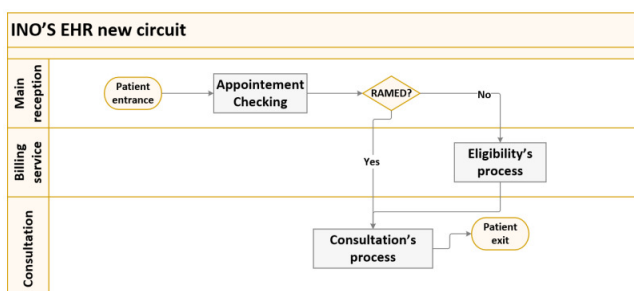 INO'S EHR new circuit
Main
reception
Patient
entrance
Appointement
Checking
RAMED?
No
Yes
Billing
service
Eligibility's
process
Consultation
Consultation's
process
Patient
exit